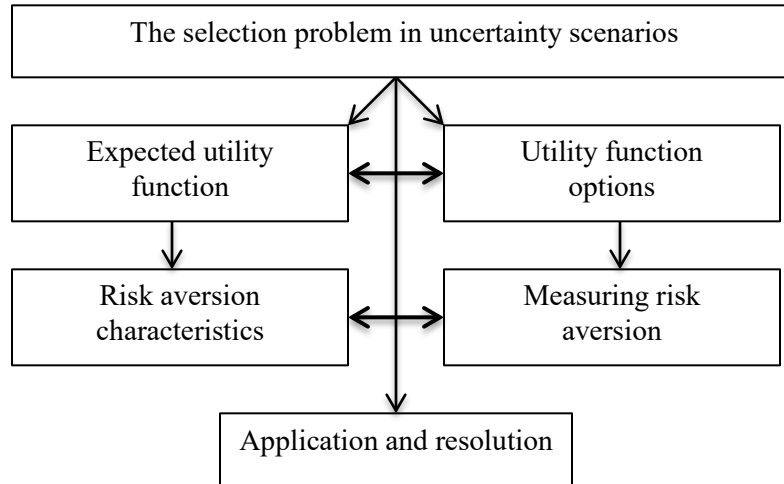 The selection problem in uncertainty scenarios
Expected utility
function
Utility function
options
Risk aversion
characteristics
Measuring risk
aversion
Application and resolution